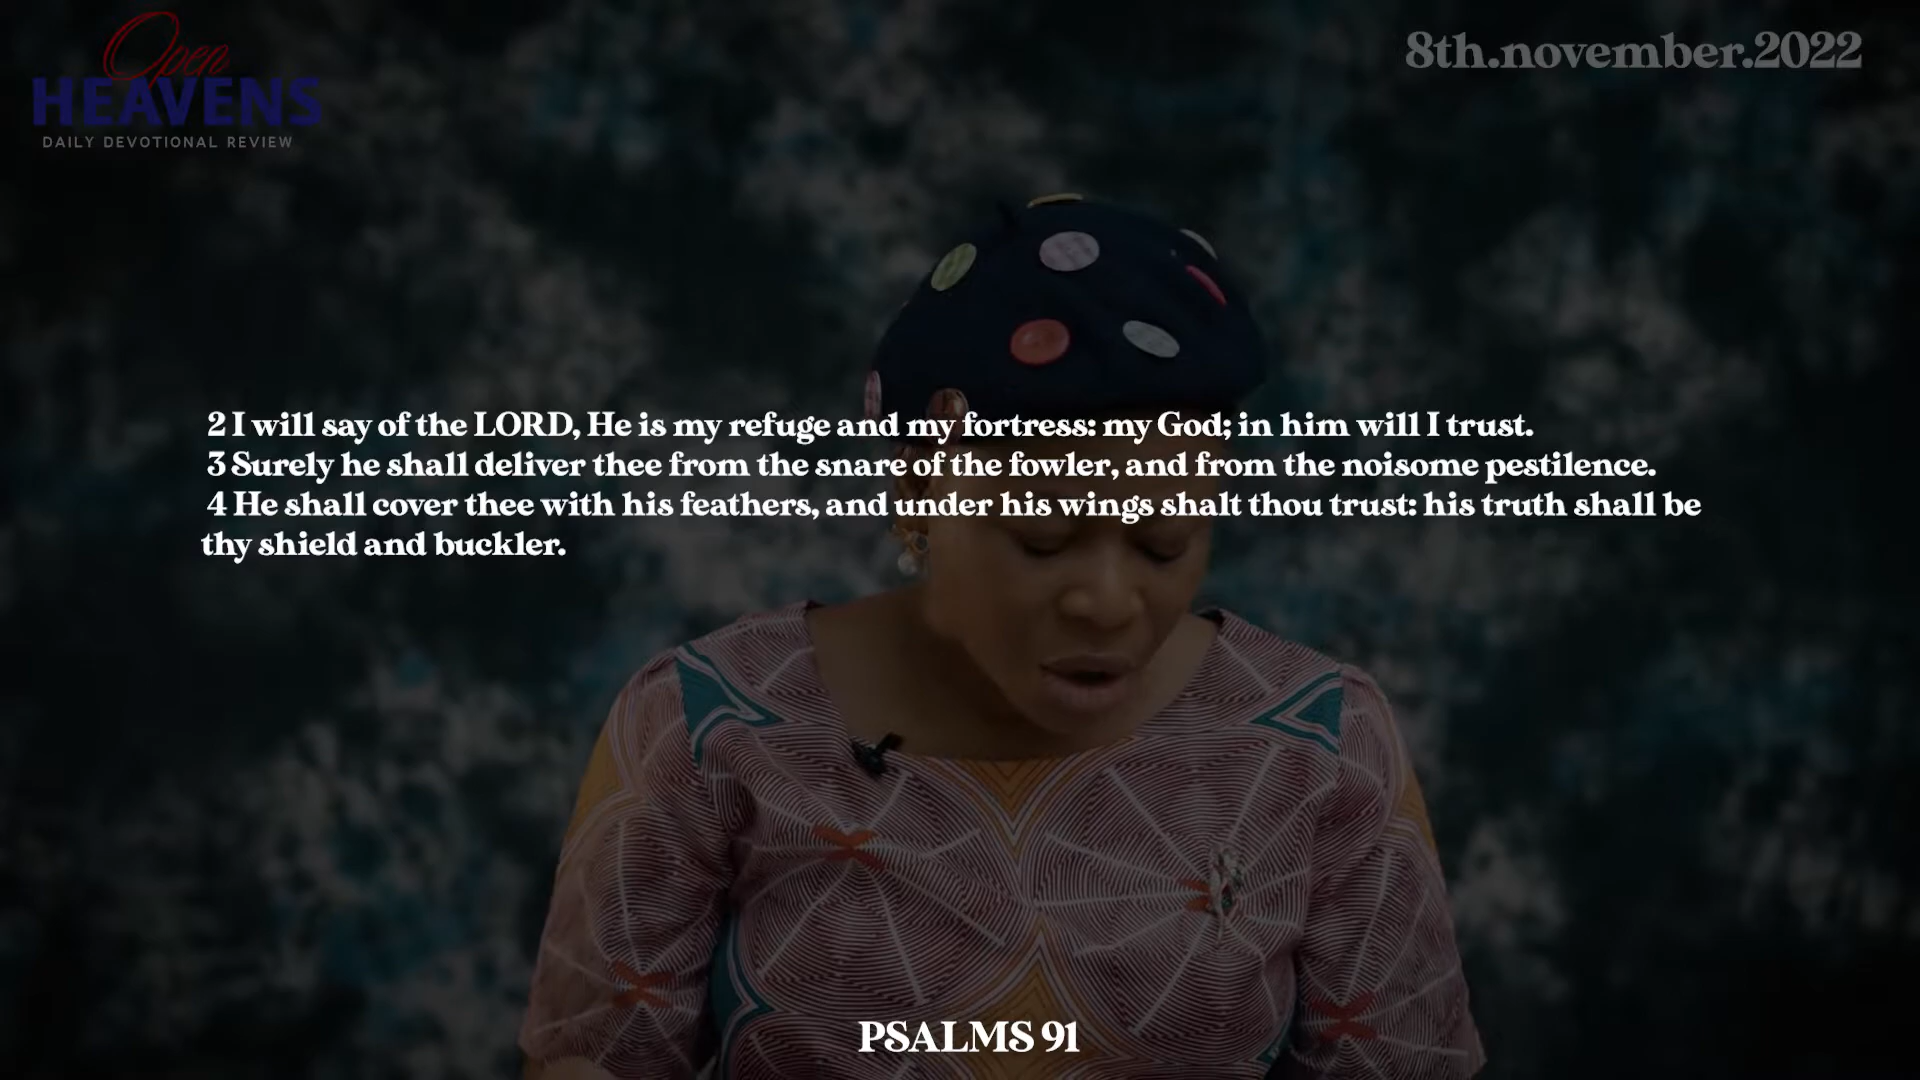 Open
HEAVENS
DAILY DEVOTIONAL REVIEW
8th.november.2022
2 I will say of the LORD, He is my refuge and my fortress: my God; in him will I trust.
3 Surely he shall deliver thee from the snare of the fowler, and from the noisome pestilence.
4 He shall cover thee with his feathers, and under his wings shalt thou trust: his truth shall be
thy shield and buckler.
PSALMS 91